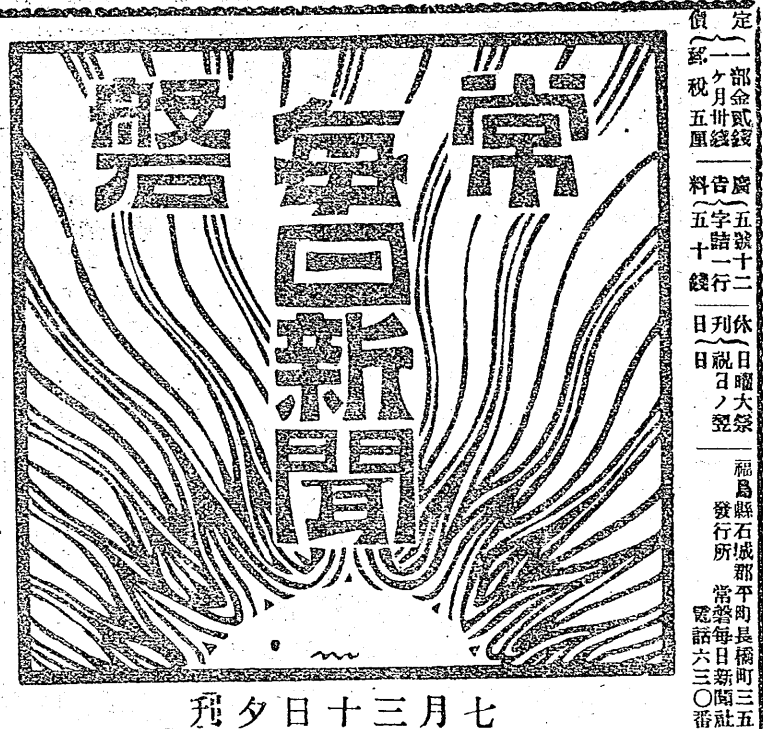 常磐
毎日新聞
七月三十日夕刊
定價
一部金貳錢
一ケ月卅錢
郵税五厘
廣告料
五號十二
字詰一行
五十錢
休刊日
日曜大祭
祝日ノ翌
日
福島縣石城郡平町長橋町三五
發行所 常磐毎日新聞社
電話六三〇番